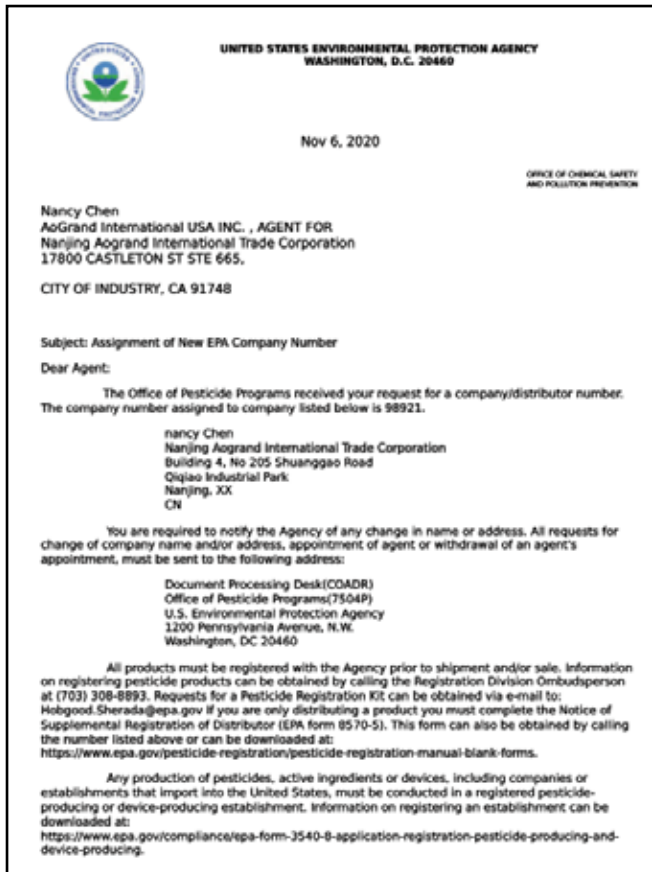 UNITED STATES ENVIRONMENTAL PROTECTION AGENCY
WASHINGTON, D.C. 20460
Nov 6, 2020
OFFICE OF CHEMICAL SAFETY
AND POLLUTION PREVENTION
Nancy Chen
AoGrand International USA INC. , AGENT FOR
Nanjing Aogrand International Trade Corporation
17800 CASTLETON ST STE 665,
CITY OF INDUSTRY, CA 91748
Subject: Assignment of New EPA Company Number
Dear Agent:
The Office of Pesticide Programs received your request for a company/distributor number.
The company number assigned to company listed below is 98921.
nancy Chen
Nanjing Aogrand International Trade Corporation
Building 4, No 205 Shuanggao Road
Qiqiao Industrial Park
Nanjing, XX
CN
You are required to notify the Agency of any change in name or address. All requests for
change of company name and/or address, appointment of agent or withdrawal of an agent's
appointment, must be sent to the following address:
Document Processing Desk(COADR)
Office of Pesticide Programs(7504P)
U.S. Environmental Protection Agency
1200 Pennsylvania Avenue, N.W.
Washington, DC 20460
All products must be registered with the Agency prior to shipment and/or sale. Information
on registering pesticide products can be obtained by calling the Registration Division Ombudsperson
at (703) 308-8893. Requests for a Pesticide Registration Kit can be obtained via e-mail to:
Hobgood.Sherada@epa.gov If you are only distributing a product you must complete the Notice of
Supplemental Registration of Distributor (EPA form 8570-5). This form can also be obtained by calling
the number listed above or can be downloaded at:
https://www.epa.gov/pesticide-registration/pesticide-registration-manual-blank-forms.
Any production of pesticides, active ingredients or devices, including companies or
establishments that import into the United States, must be conducted in a registered pesticide-
producing or device-producing establishment. Information on registering an establishment can be
downloaded at:
https://www.epa.gov/compliance/epa-form-3540-8-application-registration-pesticide-producing-and-
device-producing.